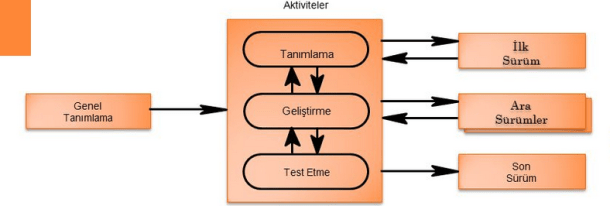 Aktiviteler
Genel
Tanımlama
Tanımlama
Geliştirme
Test Etme
İlk
Sürüm
Ara
Sürümler
Son
Sürüm